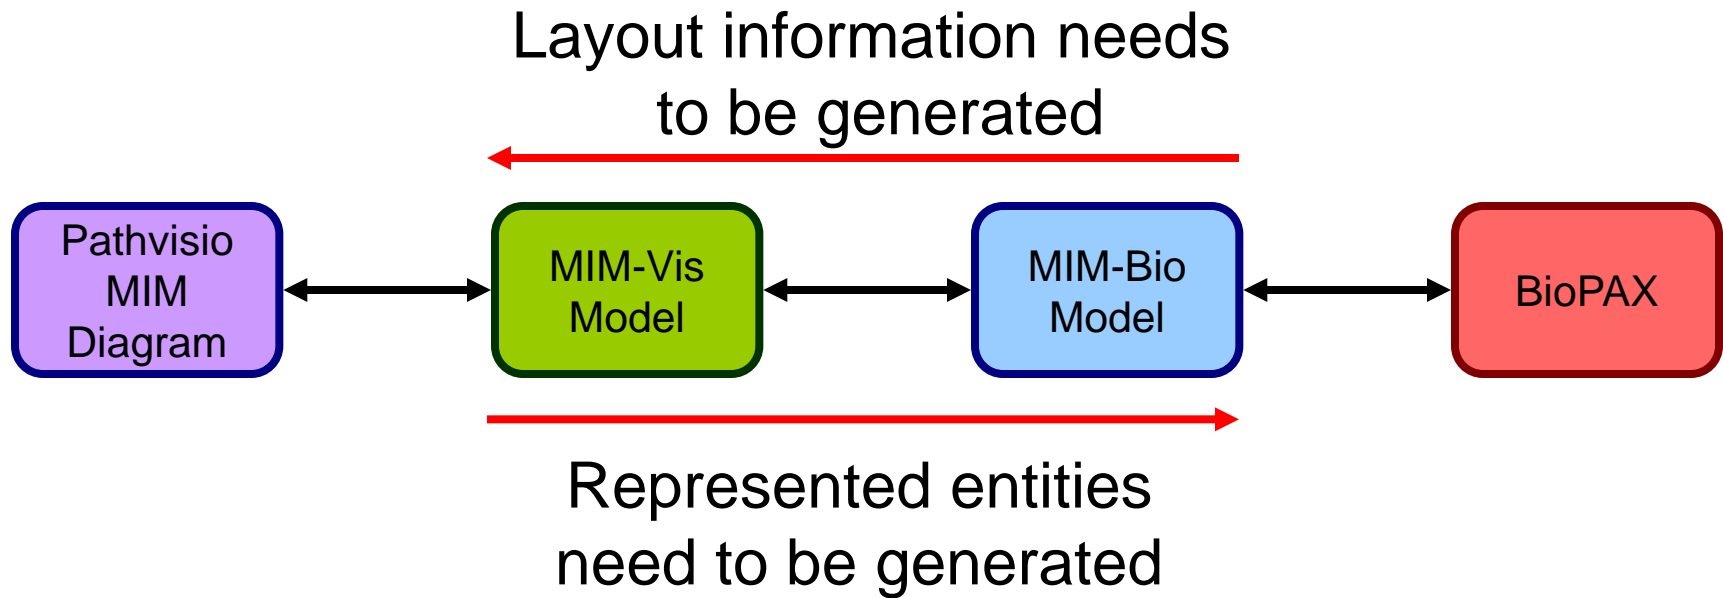 Layout information needs
to be generated
Pathvisio
MIM
Diagram
MIM-Vis
Model
MIM-Bio
Model
BioPAX
Represented entities
need to be generated